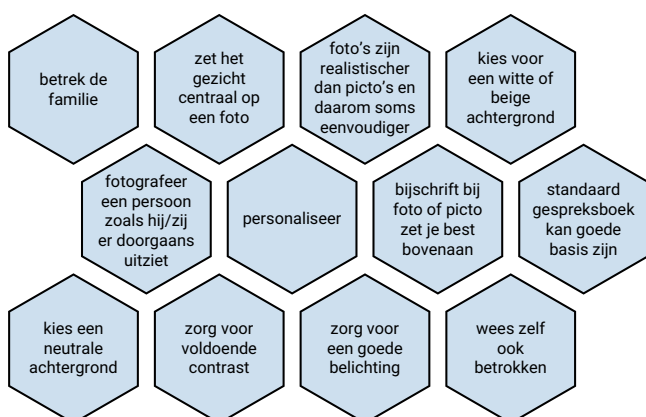 betrek de
familie
zet het
gezicht
centraal op
een foto
foto's zijn
realistischer
dan picto's en
daarom soms
eenvoudiger
kies voor
een witte of
beige
achtergrond
fotografeer
een persoon
zoals hij/zij
er doorgaans
uitziet
personaliseer
bijschrift bij
foto of picto
zet je best
bovenaan
standaard
gespreksboek
kan goede
basis zijn
kies een
neutrale
achtergrond
zorg voor
voldoende
contrast
zorg voor
een goede
belichting
wees zelf
ook
betrokken